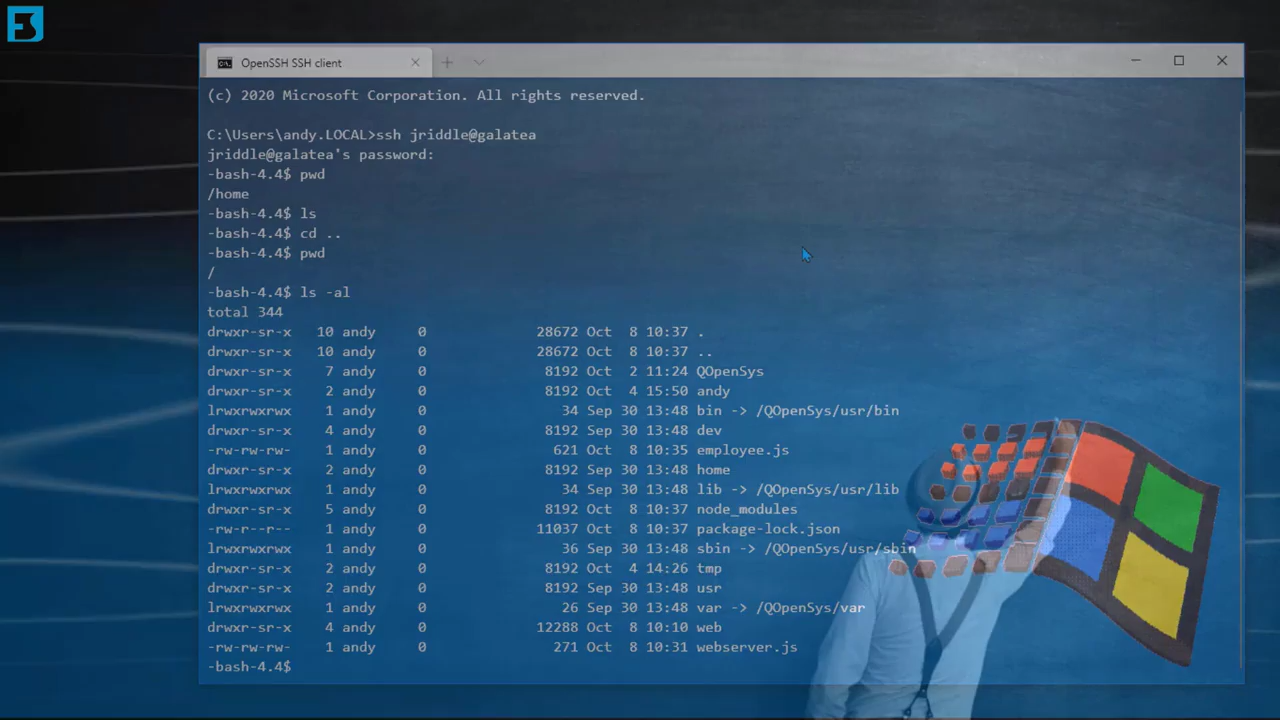 FS
OpenSSH SSH client
(c) 2020 Microsoft Corporation. All rights reserved.
C:\Users\andy.LOCAL>ssh jriddle@galatea
jriddle@galatea's password:
-bash-4.4$ pwd
/home
-bash-4.4$ ls
-bash-4.4$ cd ..
-bash-4.4$ pwd
/
-bash-4.4$ ls -al
total 344
drwxr-sr-x   10 andy     0             28672 Oct  8 10:37 .
drwxr-sr-x   10 andy     0             28672 Oct  8 10:37 ..
drwxr-sr-x    7 andy     0              8192 Oct  2 11:24 QOpenSys
drwxr-sr-x    2 andy     0              8192 Oct  4 15:50 andy
lrwxrwxrwx    1 andy     0                34 Sep 30 13:48 bin -> /QOpenSys/usr/bin
drwxr-sr-x    4 andy     0              8192 Sep 30 13:48 dev
-rw-rw-rw-    1 andy     0               621 Oct  8 10:35 employee.js
drwxr-sr-x    2 andy     0              8192 Sep 30 13:48 home
lrwxrwxrwx    1 andy     0                34 Sep 30 13:48 lib -> /QOpenSys/usr/lib
drwxr-sr-x    5 andy     0              8192 Oct  8 10:37 node_modules
-rw-r--r--    1 andy     0             11037 Oct  8 10:37 package-lock.json
lrwxrwxrwx    1 andy     0                36 Sep 30 13:48 sbin -> /QOpenSys/usr/sbin
drwxr-sr-x    2 andy     0              8192 Oct  4 14:26 tmp
drwxr-sr-x    2 andy     0              8192 Sep 30 13:48 usr
lrwxrwxrwx    1 andy     0                26 Sep 30 13:48 var -> /QOpenSys/var
drwxr-sr-x    4 andy     0             12288 Oct  8 10:10 web
-rw-rw-rw-    1 andy     0               271 Oct  8 10:31 webserver.js
-bash-4.4$